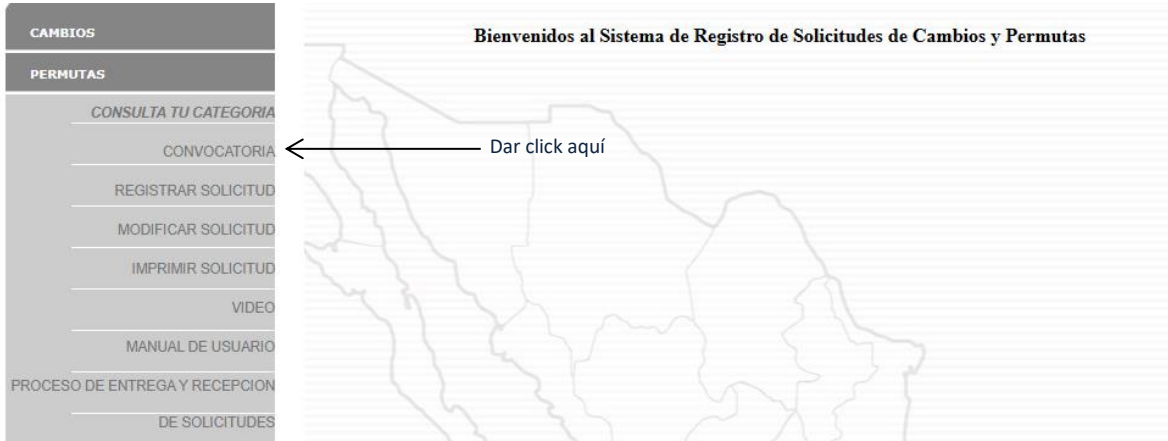 CAMBIOS
Bienvenidos al Sistema de Registro de Solicitudes de Cambios y Permutas
PERMUTAS
CONSULTA TU CATEGORIA
CONVOCATORIA
Dar click aquí
REGISTRAR SOLICITUD
MODIFICAR SOLICITUD
IMPRIMIR SOLICITUD
VIDEO
MANUAL DE USUARIO
PROCESO DE ENTREGA Y RECEPCION
DE SOLICITUDES